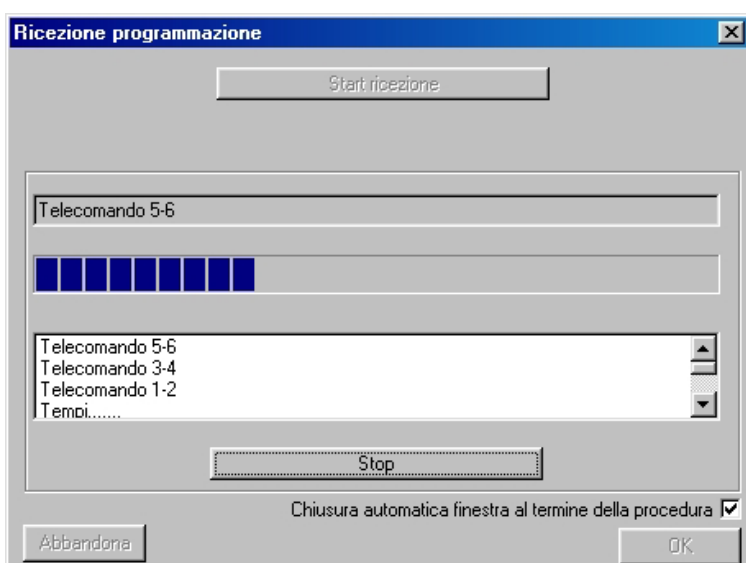 Ricezione programmazione
Start ricezione
Telecomando 5-6
Telecomando 5-6
Telecomando 3-4
Telecomando 1-2
Tempi.......
Stop
Chiusura automatica finestra al termine della procedura
Abbandona
OK